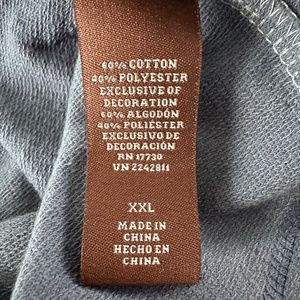 60% COTTON
40% POLYESTER
EXCLUSIVE OF
DECORATION
60% ALGODÓN
40% POLIÉSTER
EXCLUSIVO DE
DECORACIÓN
RN 17730
VN 2242811
XXL
MADE IN
CHINA
HECHO EN
CHINA